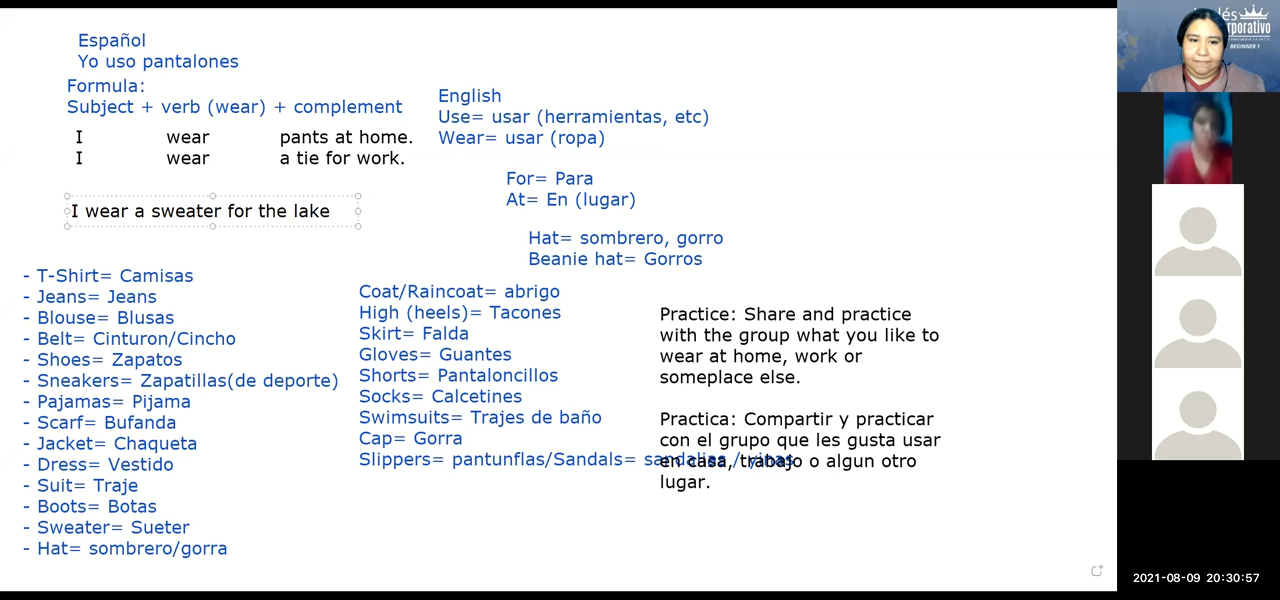 Español
Yo uso pantalones
Formula:
Subject + verb (wear) + complement
I wear pants at home.
I wear a tie for work.
I wear a sweater for the lake
English
Use= usar (herramientas, etc)
Wear= usar (ropa)
For= Para
At= En (lugar)
Hat= sombrero, gorro
Beanie hat= Gorros
- T-Shirt= Camisas
- Jeans= Jeans
- Blouse= Blusas
- Belt= Cinturon/Cincho
- Shoes= Zapatos
- Sneakers= Zapatillas(de deporte)
- Pajamas= Pijama
- Scarf= Bufanda
- Jacket= Chaqueta
- Dress= Vestido
- Suit= Traje
- Boots= Botas
- Sweater= Sueter
- Hat= sombrero/gorra
Coat/Raincoat= abrigo
High (heels)= Tacones
Skirt= Falda
Gloves= Guantes
Shorts= Pantaloncillos
Socks= Calcetines
Swimsuits= Trajes de baño
Cap= Gorra
Slippers= pantunflas/Sandals= sandalias /
Practice: Share and practice
with the group what you like to
wear at home, work or
someplace else.
Practica: Compartir y practicar
con el grupo que les gusta usar
en casa, trabajo o algun otro
lugar.
BEGINNER 1
2021-08-09 20:30:57